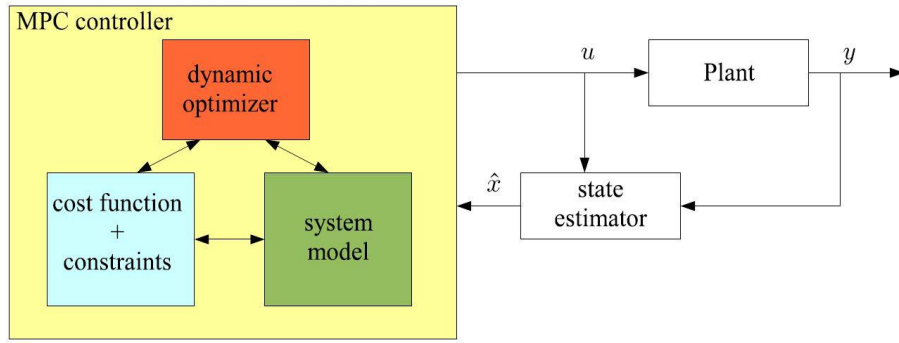 MPC controller
dynamic
optimizer
cost function
+
constraints
system
model
u
Plant
y
x̂
state
estimator